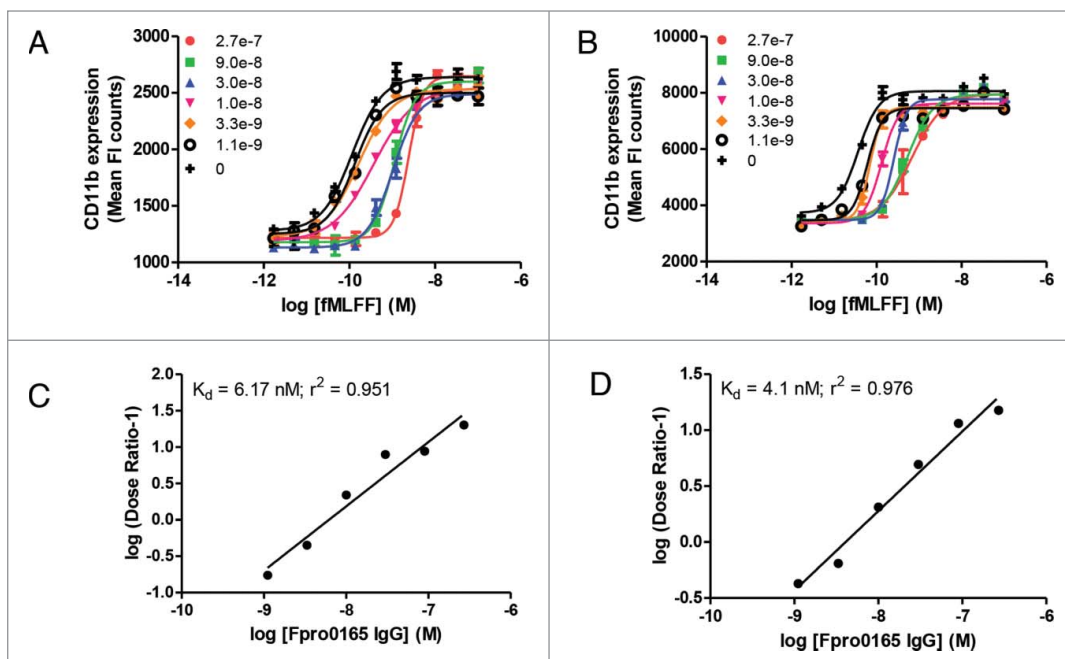 A
3000
2500
2000
1500
1000
CD11b expression
(Mean FI counts)
2.7e-7
9.0e-8
3.0e-8
1.0e-8
3.3e-9
1.1e-9
0
-14
-12
-10
-8
-6
log [fMLFF] (M)
B
10000
8000
6000
4000
2000
CD11b expression
(Mean FI counts)
2.7e-7
9.0e-8
3.0e-8
1.0e-8
3.3e-9
1.1e-9
0
-14
-12
-10
-8
-6
log [fMLFF] (M)
C
K_d = 6.17 nM; r² = 0.951
2.0
1.5
1.0
0.5
0.0
-0.5
-1.0
log (Dose Ratio-1)
-10
-9
-8
-7
-6
log [Fpro0165 IgG] (M)
D
K_d = 4.1 nM; r² = 0.976
1.5
1.0
0.5
0.0
-0.5
log (Dose Ratio-1)
-10
-9
-8
-7
-6
log [Fpro0165 IgG] (M)